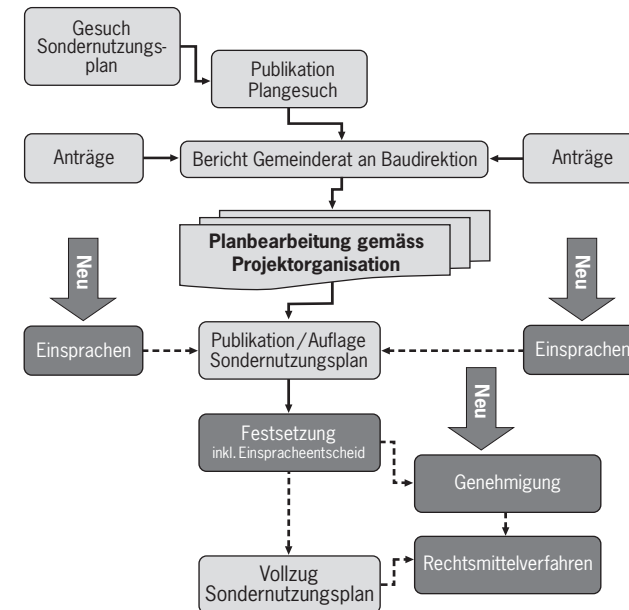 Gesuch
Sondernutzungs-
plan
Publikation
Plangesuch
Anträge
Bericht Gemeinderat an Baudirektion
Anträge
Planbearbeitung gemäss
Projektorganisation
Neu
Neu
Einsprachen
Publikation/Auflage
Sondernutzungsplan
Einsprachen
Neu
Festsetzung
inkl. Einspracheentscheid
Genehmigung
Vollzug
Sondernutzungsplan
Rechtsmittelverfahren